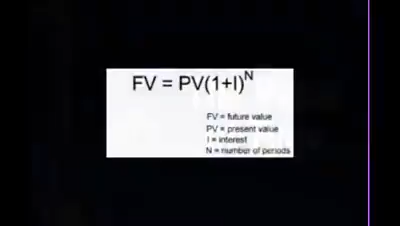 FV = PV(1+I)^N
FV = future value
PV = present value
I = interest
N = number of periods